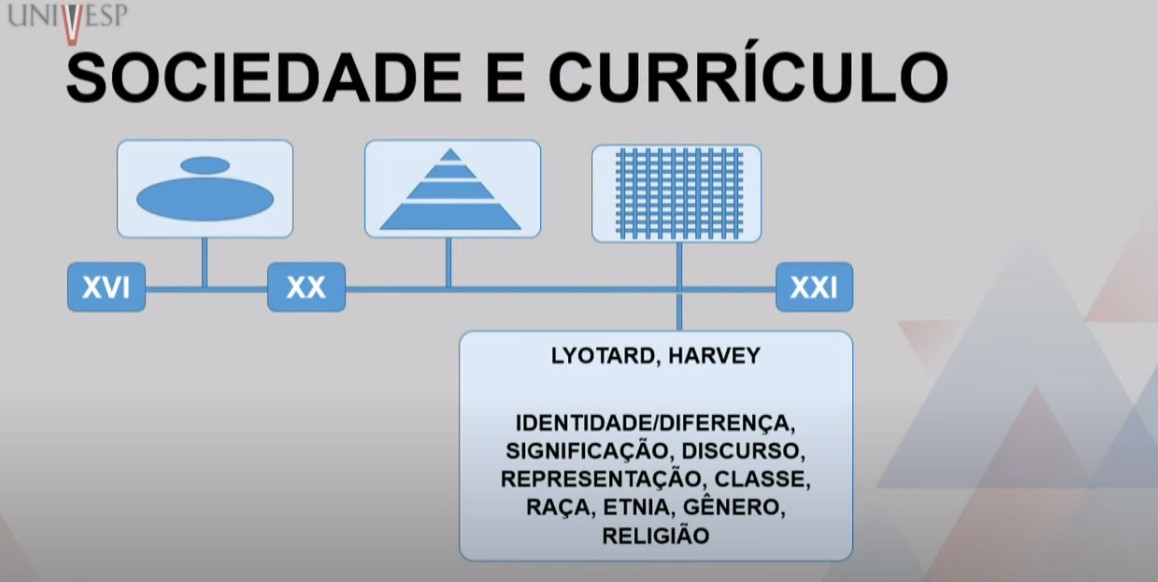 UNIVESP
SOCIEDADE E CURRÍCULO
XVI
XX
XXI
LYOTARD, HARVEY
IDENTIDADE/DIFERENÇA,
SIGNIFICAÇÃO, DISCURSO,
REPRESENTAÇÃO, CLASSE,
RAÇA, ETNIA, GÊNERO,
RELIGIÃO